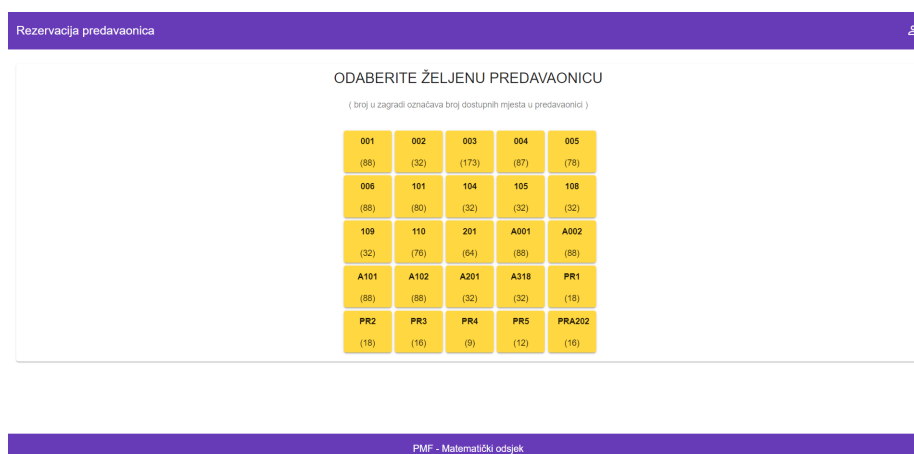 Rezervacija predavaonica
ODABERITE ŽELJENU PREDAVAONICU
( broj u zagradi označava broj dostupnih mjesta u predavaonici )
001 002 003 004 005
(88) (32) (173) (87) (78)
006 101 104 105 108
(88) (80) (32) (32) (32)
109 110 201 A001 A002
(32) (76) (64) (88) (88)
A101 A102 A201 A318 PR1
(88) (88) (32) (32) (18)
PR2 PR3 PR4 PR5 PRA202
(18) (16) (9) (12) (16)
PMF - Matematički odsjek